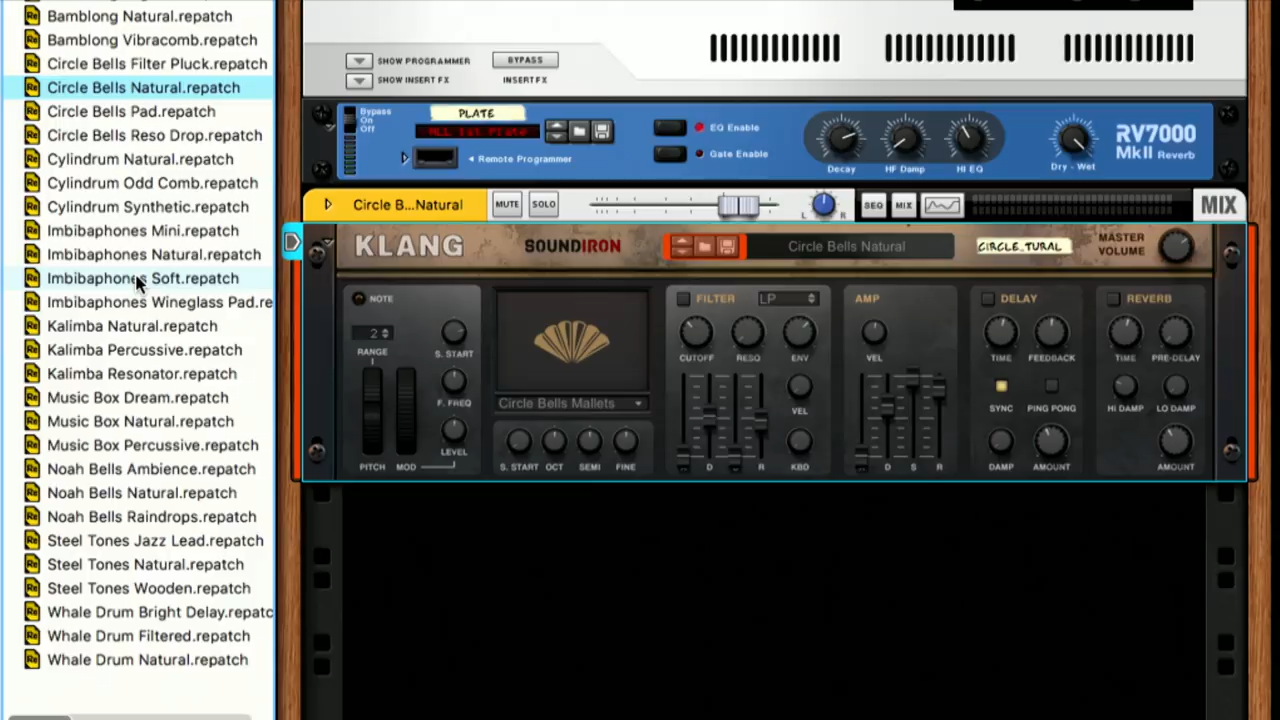 Bamblong Natural.repatch
Bamblong Vibracomb.repatch
Circle Bells Filter Pluck.repatch
Circle Bells Natural.repatch
Circle Bells Pad.repatch
Circle Bells Reso Drop.repatch
Cylindrum Natural.repatch
Cylindrum Odd Comb.repatch
Cylindrum Synthetic.repatch
Imbibaphones Mini.repatch
Imbibaphones Natural.repatch
Imbibaphones Soft.repatch
Imbibaphones Wineglass Pad.re
Kalimba Natural.repatch
Kalimba Percussive.repatch
Kalimba Resonator.repatch
Music Box Dream.repatch
Music Box Natural.repatch
Music Box Percussive.repatch
Noah Bells Ambience.repatch
Noah Bells Natural.repatch
Noah Bells Raindrops.repatch
Steel Tones Jazz Lead.repatch
Steel Tones Natural.repatch
Steel Tones Wooden.repatch
Whale Drum Bright Delay.repatc
Whale Drum Filtered.repatch
Whale Drum Natural.repatch
SHOW PROGRAMMER BYPASS
SHOW INSERT FX INSERT FX
Bypass
On
Off
PLATE
ALL 1st Plate
Remote Programmer
EQ Enable
Gate Enable
Decay HF Damp HI EQ Dry - Wet
RV7000
MkII Reverb
Circle B...Natural MUTE SOLO L R SEQ MIX MIX
KLANG SOUNDIRON Circle Bells Natural CIRCLE_TURAL MASTER VOLUME
NOTE FILTER LP AMP DELAY REVERB
2
RANGE S. START CUTOFF RESO ENV VEL TIME FEEDBACK TIME PRE-DELAY
F. FREQ Circle Bells Mallets VEL SYNC PING PONG HI DAMP LO DAMP
LEVEL
PITCH MOD S. START OCT SEMI FINE D R KBD D S R DAMP AMOUNT AMOUNT